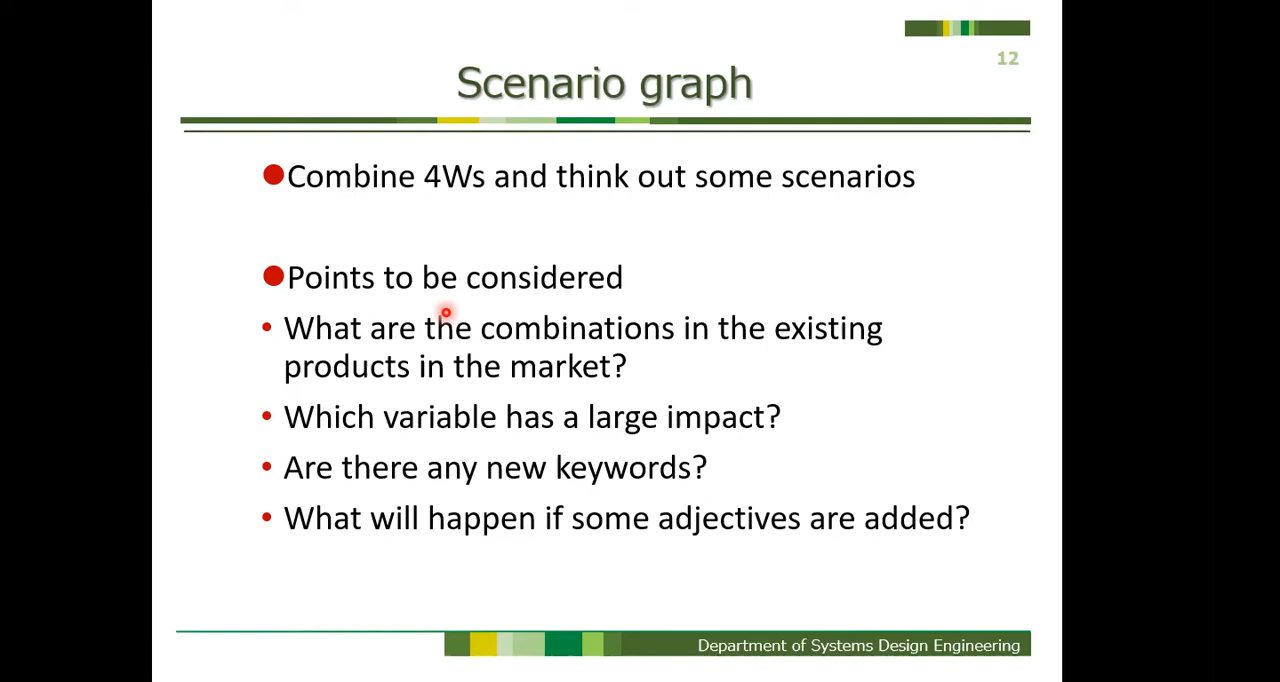 12
Scenario graph
Combine 4Ws and think out some scenarios
Points to be considered
What are the combinations in the existing
products in the market?
Which variable has a large impact?
Are there any new keywords?
What will happen if some adjectives are added?
Department of Systems Design Engineering